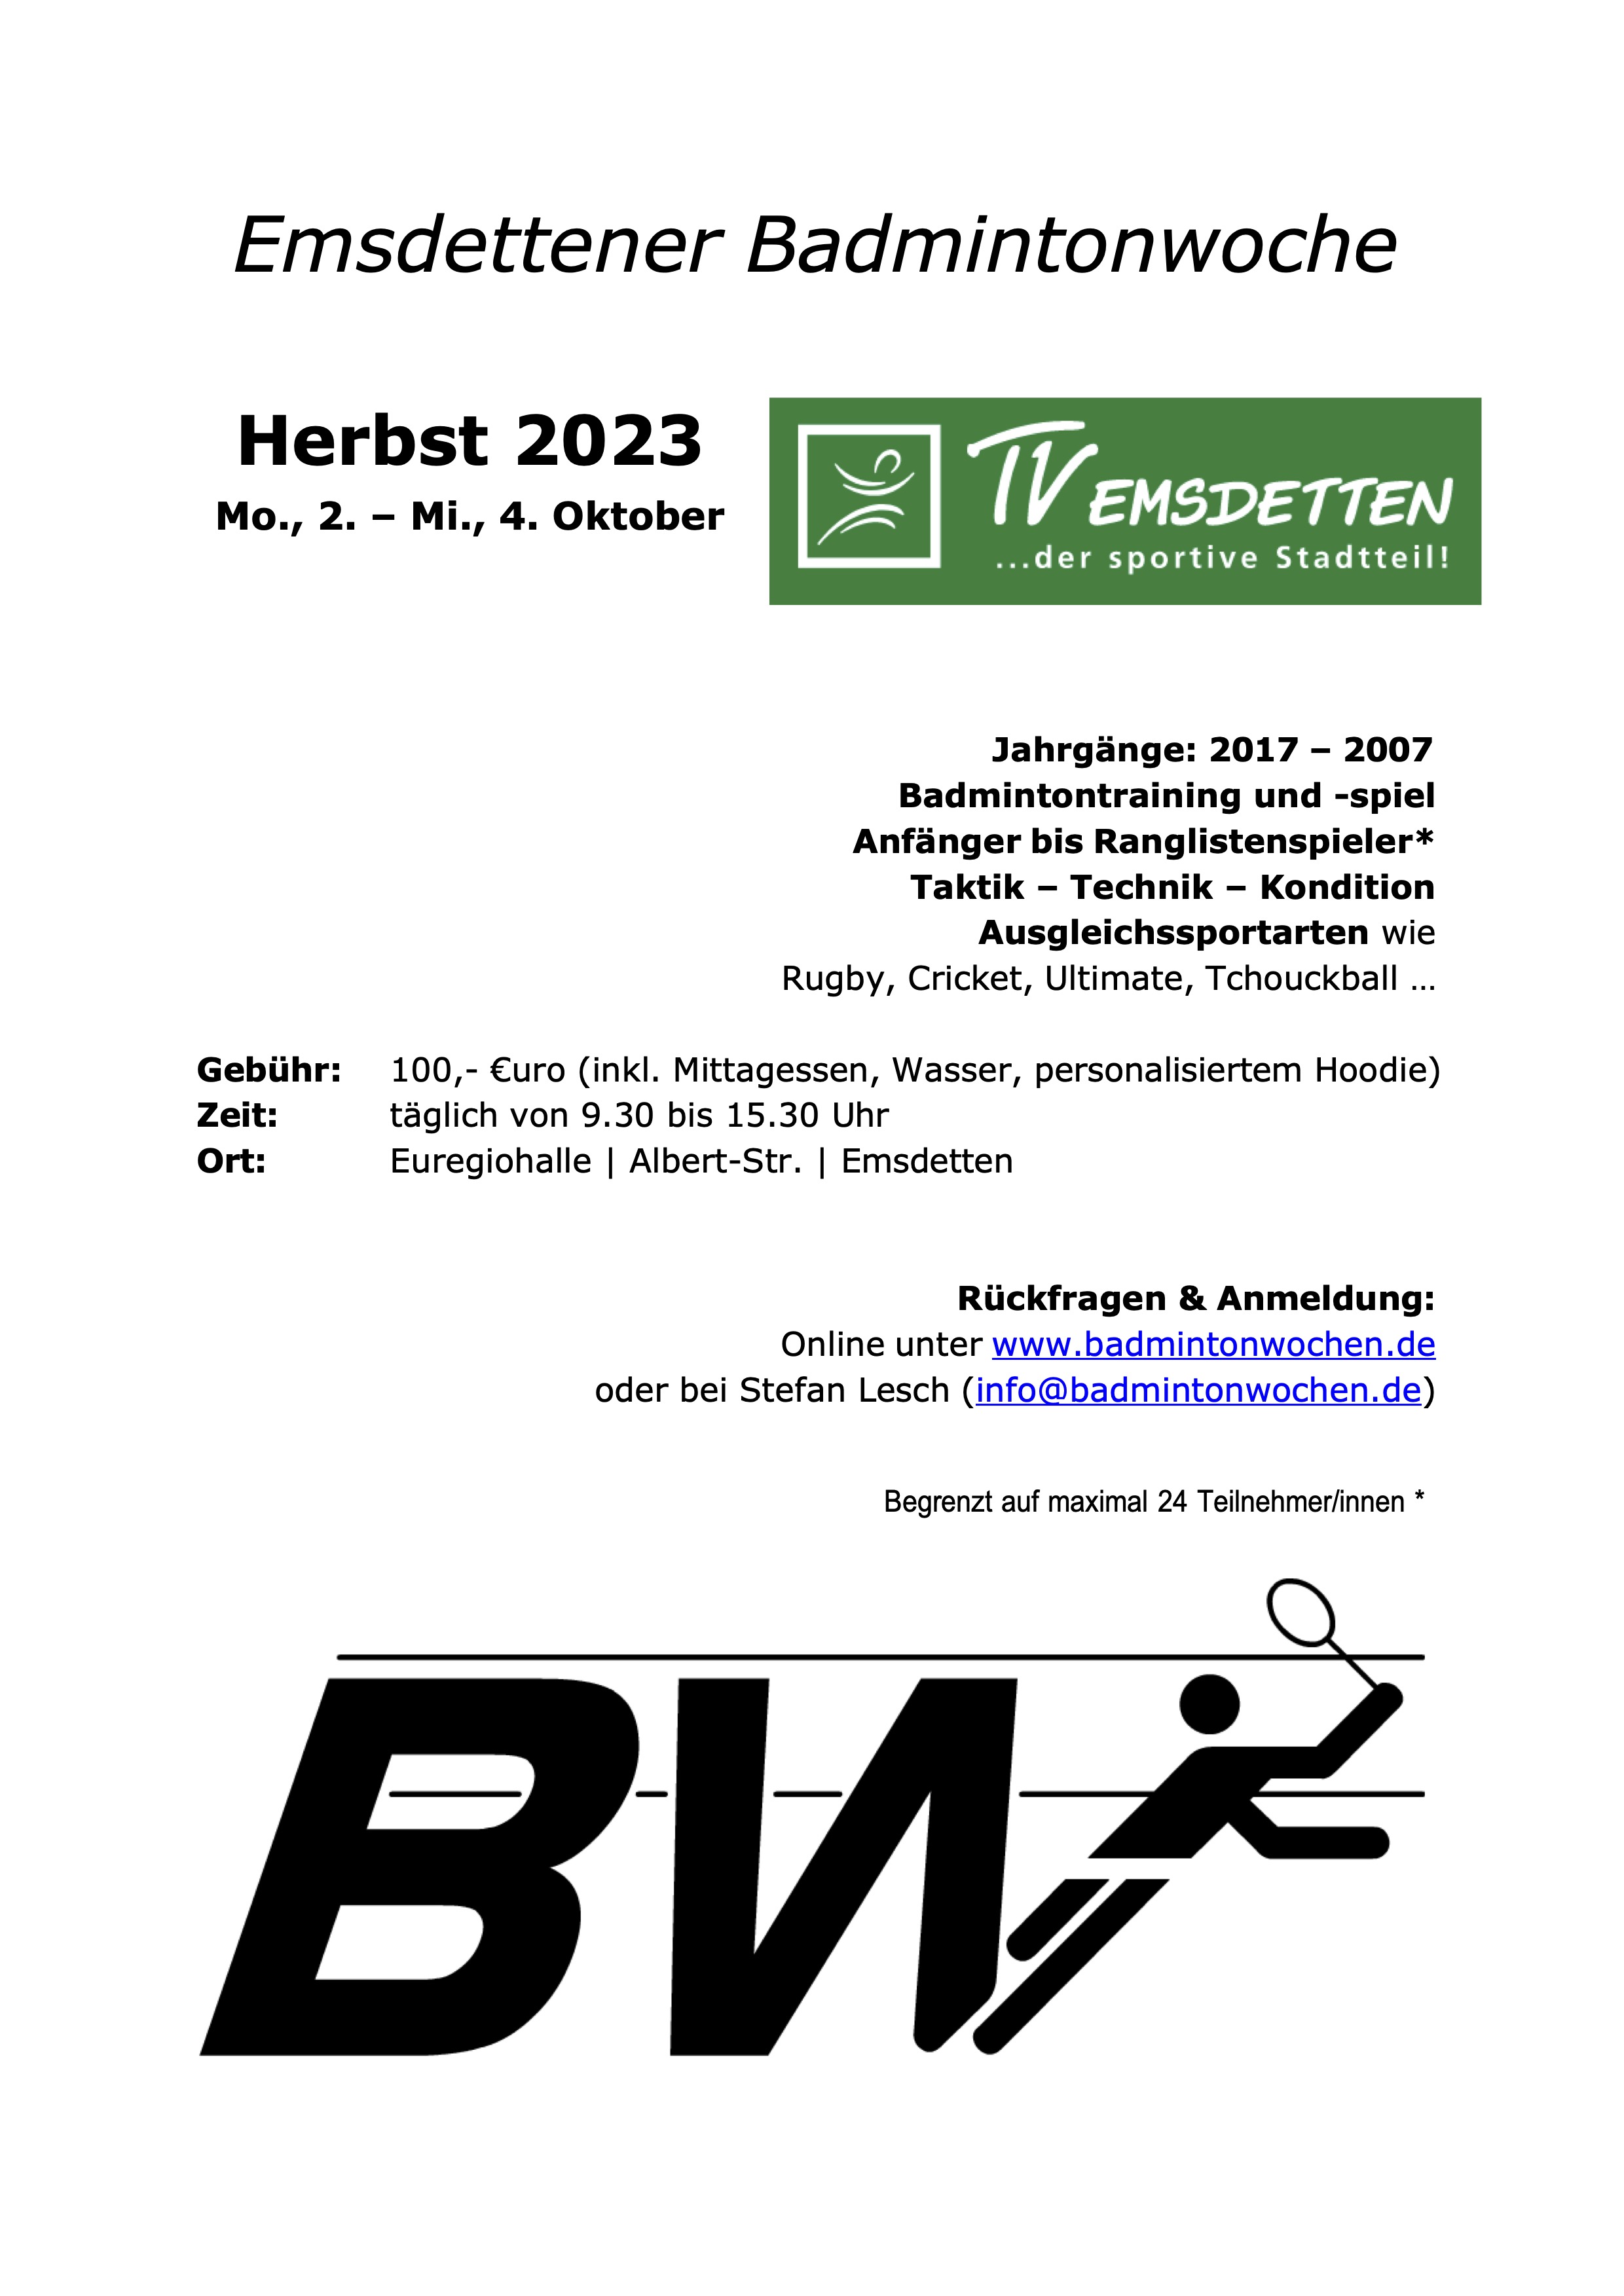 Emsdettener Badmintonwoche
Herbst 2023
Mo., 2. – Mi., 4. Oktober
TV EMSDETTEN
...der sportive Stadtteil!
Jahrgänge: 2017 – 2007
Badmintontraining und -spiel
Anfänger bis Ranglistenspieler*
Taktik – Technik – Kondition
Ausgleichssportarten wie
Rugby, Cricket, Ultimate, Tchouckball ...
Gebühr: 100,- €uro (inkl. Mittagessen, Wasser, personalisiertem Hoodie)
Zeit: täglich von 9.30 bis 15.30 Uhr
Ort: Euregiohalle | Albert-Str. | Emsdetten
Rückfragen & Anmeldung:
Online unter www.badmintonwochen.de
oder bei Stefan Lesch (info@badmintonwochen.de)
Begrenzt auf maximal 24 Teilnehmer/innen *
BW